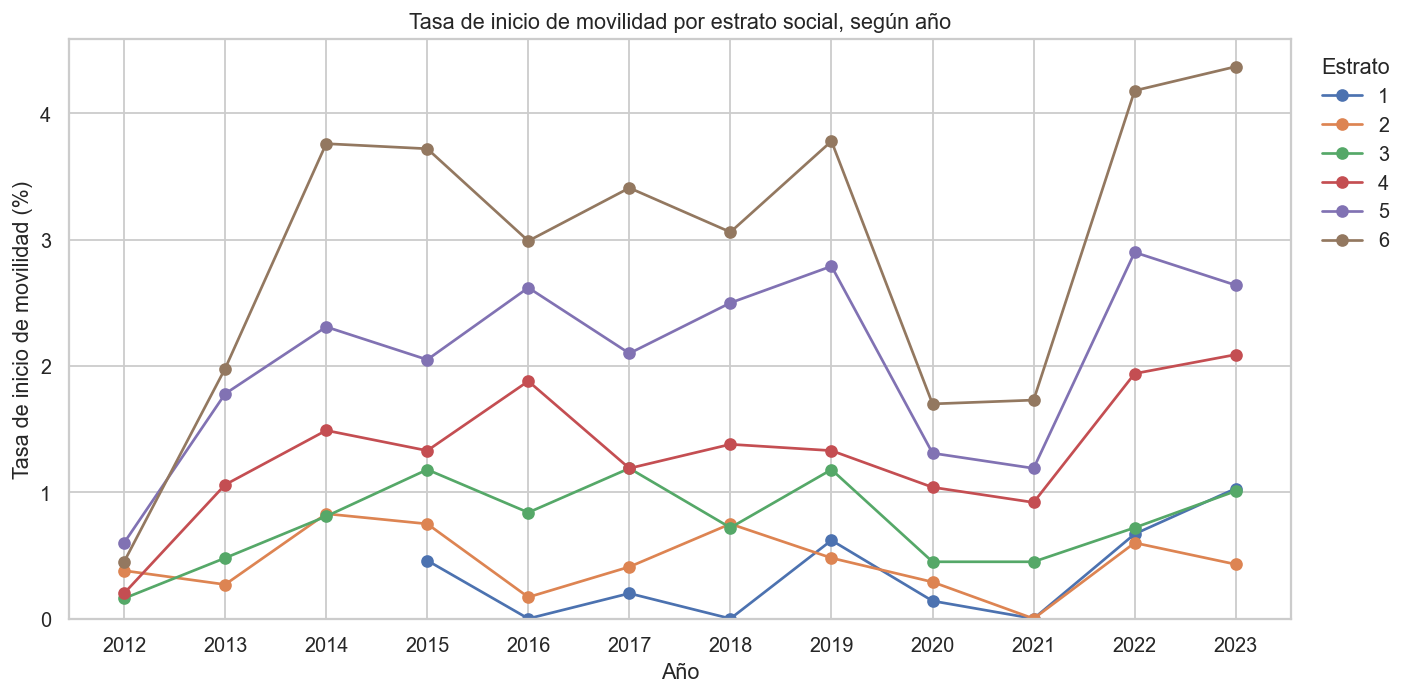 Tasa de inicio de movilidad por estrato social, según año
Tasa de inicio de movilidad (%)
4
3
2
1
0
2012 2013 2014 2015 2016 2017 2018 2019 2020 2021 2022 2023
Año
Estrato
1
2
3
4
5
6